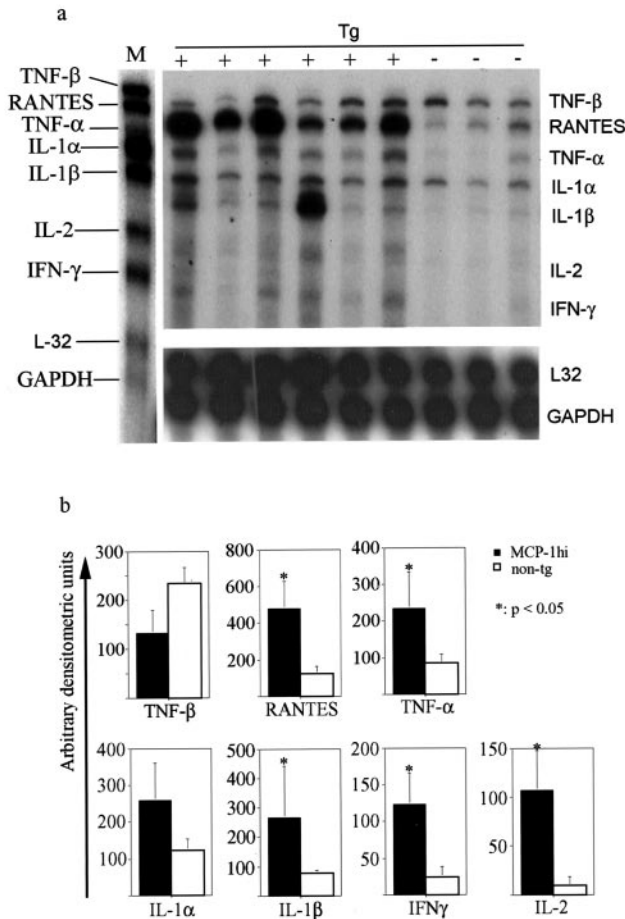 a
Tg
M + + + + + + - - -
TNF-β
RANTES
TNF-α
IL-1α
IL-1β
IL-2
IFN-γ
L-32
GAPDH
TNF-β
RANTES
TNF-α
IL-1α
IL-1β
IL-2
IFN-γ
L32
GAPDH
b
Arbitrary densitometric units
300
200
100
TNF-β
800
600
400
200
*
RANTES
400
300
200
100
*
TNF-α
MCP-1hi
non-tg
*: p < 0.05
400
300
200
100
IL-1α
500
400
300
200
100
*
IL-1β
200
150
100
50
*
IFNγ
150
100
50
*
IL-2